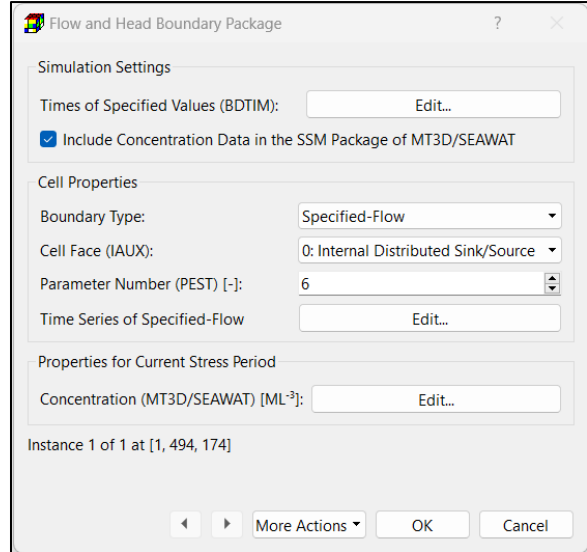 Flow and Head Boundary Package ?
Simulation Settings
Times of Specified Values (BDTIM): Edit...
Include Concentration Data in the SSM Package of MT3D/SEAWAT
Cell Properties
Boundary Type: Specified-Flow
Cell Face (IAUX): 0: Internal Distributed Sink/Source
Parameter Number (PEST) [-]: 6
Time Series of Specified-Flow Edit...
Properties for Current Stress Period
Concentration (MT3D/SEAWAT) [ML⁻³]: Edit...
Instance 1 of 1 at [1, 494, 174]
More Actions OK Cancel